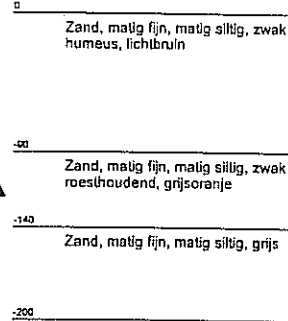 0
Zand, matig fijn, matig siltig, zwak
humeus, lichtbruin
-90
Zand, matig fijn, matig siltig, zwak
roesthoudend, grijsoranje
-140
Zand, matig fijn, matig siltig, grijs
-200